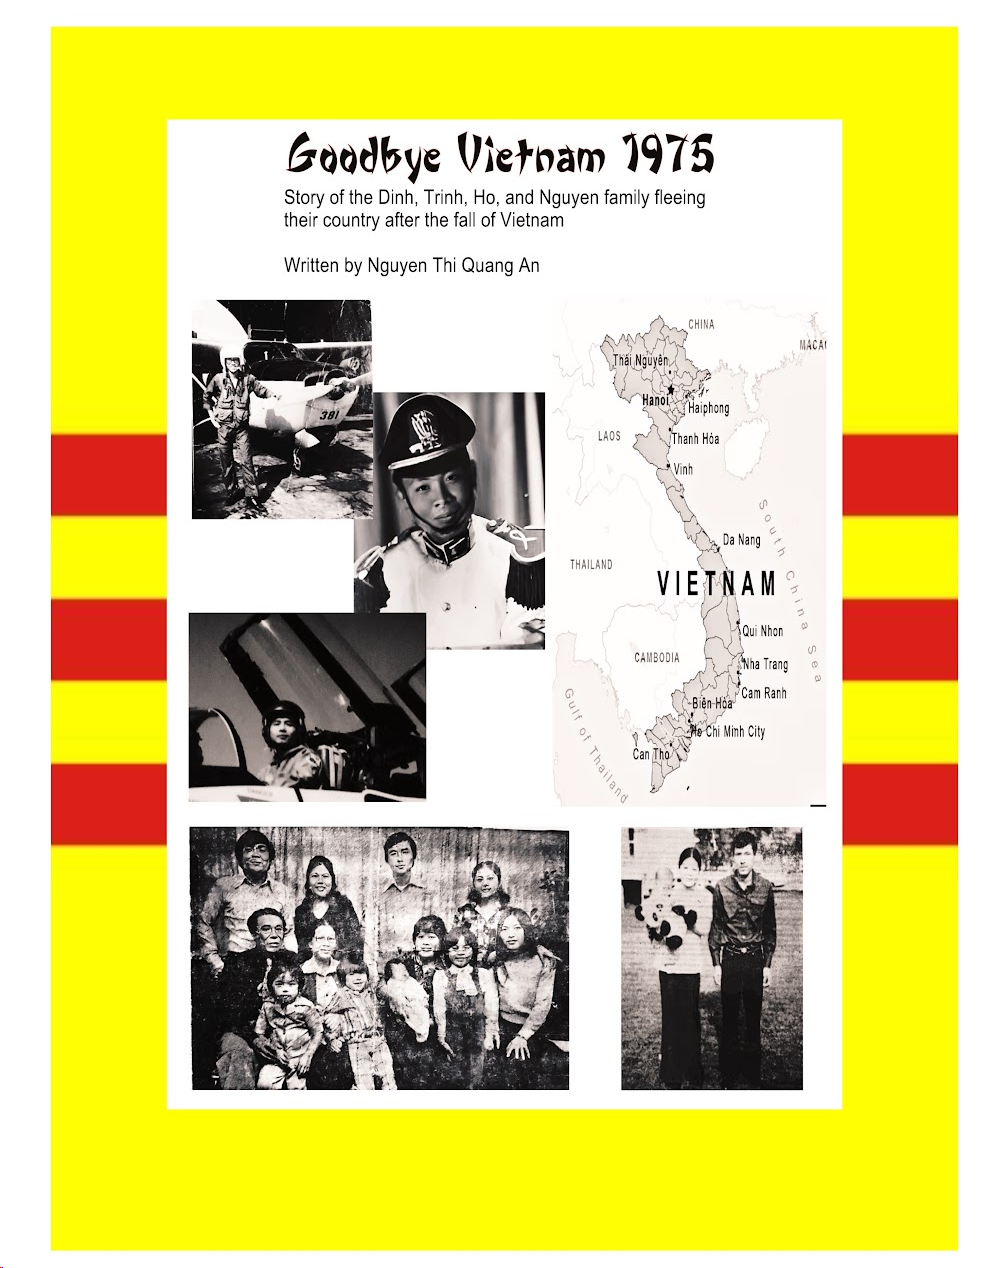 Goodbye Vietnam 1975
Story of the Dinh, Trinh, Ho, and Nguyen family fleeing
their country after the fall of Vietnam
Written by Nguyen Thi Quang An
381
CHINA
MACA
Thái Nguyên
Hanoi
Haiphong
LAOS
Thanh Hóa
Vinh
South China Sea
Da Nang
THAILAND
VIETNAM
Qui Nhon
CAMBODIA
Nha Trang
Cam Ranh
Biên Hòa
Ho Chi Minh City
Can Tho
Gulf of Thailand